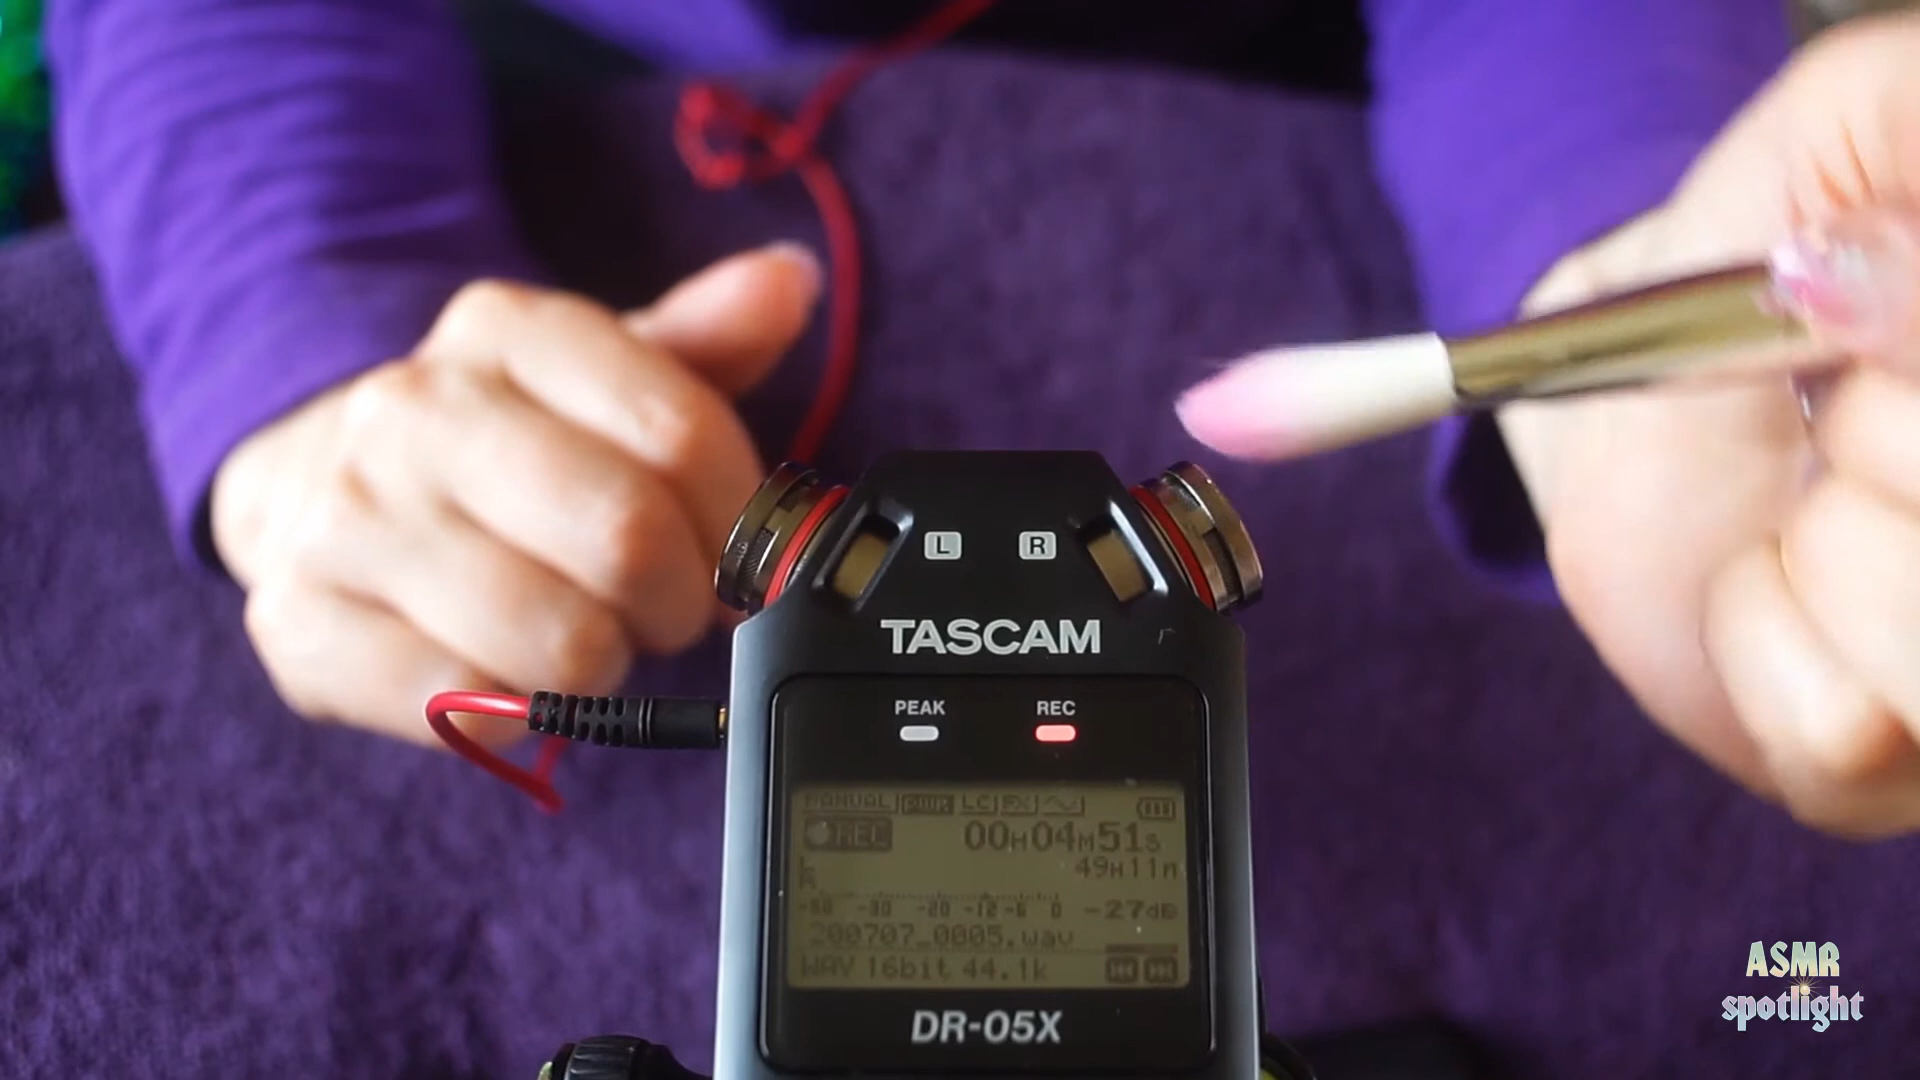 L R
TASCAM
PEAK REC
MANUAL LC FX
REC 00H04M51S
49H11M
L
R
-30 -20 -12 -6 0 -27dB
200707_0005.wav
WAV 16bit 44.1k
DR-05X
ASMR
spotlight